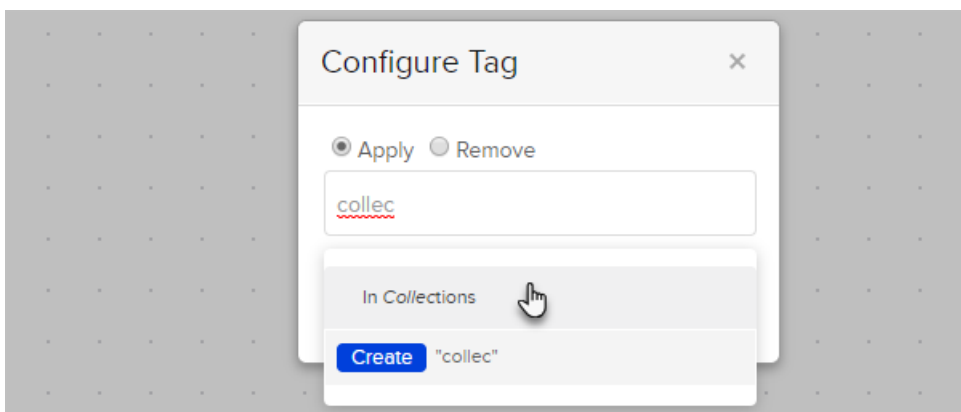 Configure Tag ×
Apply Remove
collec
In Collections
Create "collec"